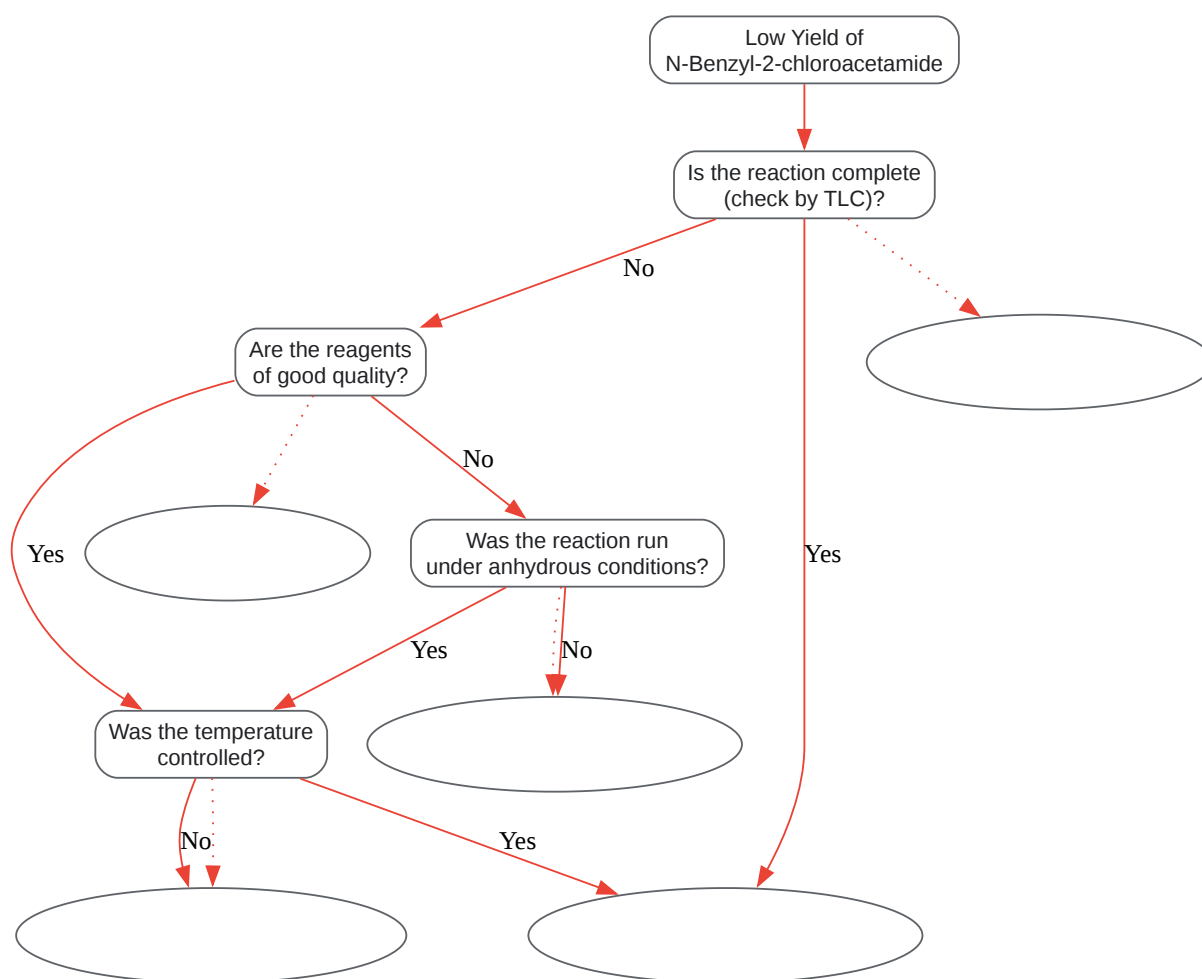 Low Yield of
N-Benzyl-2-chloroacetamide
Is the reaction complete
(check by TLC)?
No
Are the reagents
of good quality?
No
Was the reaction run
under anhydrous conditions?
Yes
Yes
Yes
No
Was the temperature
controlled?
No
Yes